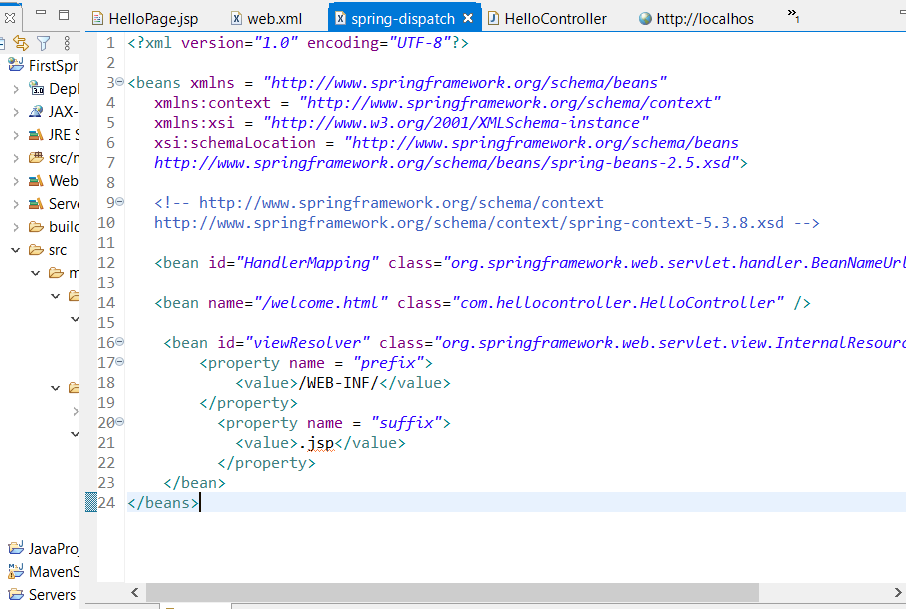 HelloPage.jsp
web.xml
spring-dispatch
HelloController
http://localhos
"1
FirstSpr
Depl
JAX-
JRE S
src/m
Web
Serve
build
src
m
JavaProj
MavenS
Servers
1 <?xml version="1.0" encoding="UTF-8"?>
2
3 <beans xmlns = "http://www.springframework.org/schema/beans"
4 xmlns:context = "http://www.springframework.org/schema/context"
5 xmlns:xsi = "http://www.w3.org/2001/XMLSchema-instance"
6 xsi:schemaLocation = "http://www.springframework.org/schema/beans
7 http://www.springframework.org/schema/beans/spring-beans-2.5.xsd">
8
9 <!-- http://www.springframework.org/schema/context
10 http://www.springframework.org/schema/context/spring-context-5.3.8.xsd -->
11
12 <bean id="HandlerMapping" class="org.springframework.web.servlet.handler.BeanNameUrl
13
14 <bean name="/welcome.html" class="com.hellocontroller.HelloController" />
15
16 <bean id="viewResolver" class="org.springframework.web.servlet.view.InternalResourc
17 <property name = "prefix">
18 <value>/WEB-INF/</value>
19 </property>
20 <property name = "suffix">
21 <value>.jsp</value>
22 </property>
23 </bean>
24 </beans>